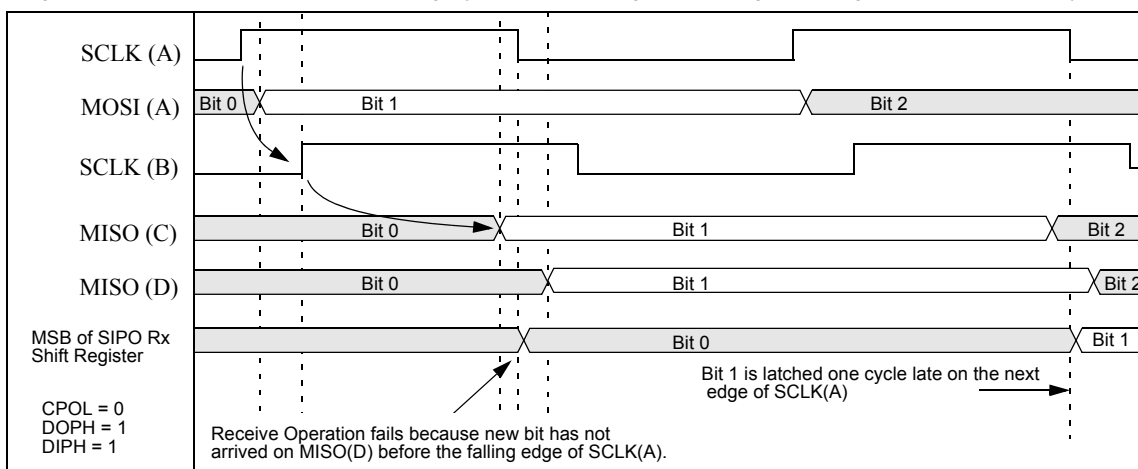 SCLK (A)
MOSI (A) Bit 0 Bit 1 Bit 2
SCLK (B)
MISO (C) Bit 0 Bit 1 Bit 2
MISO (D) Bit 0 Bit 1 Bit 2
MSB of SIPO Rx
Shift Register
Bit 0 Bit 1
Bit 1 is latched one cycle late on the next
edge of SCLK(A)
CPOL = 0
DOPH = 1
DIPH = 1
Receive Operation fails because new bit has not
arrived on MISO(D) before the falling edge of SCLK(A).